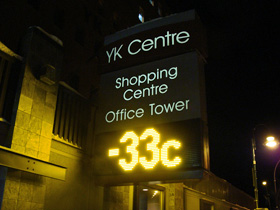 YK Centre
Shopping
Centre
Office Tower
-33c